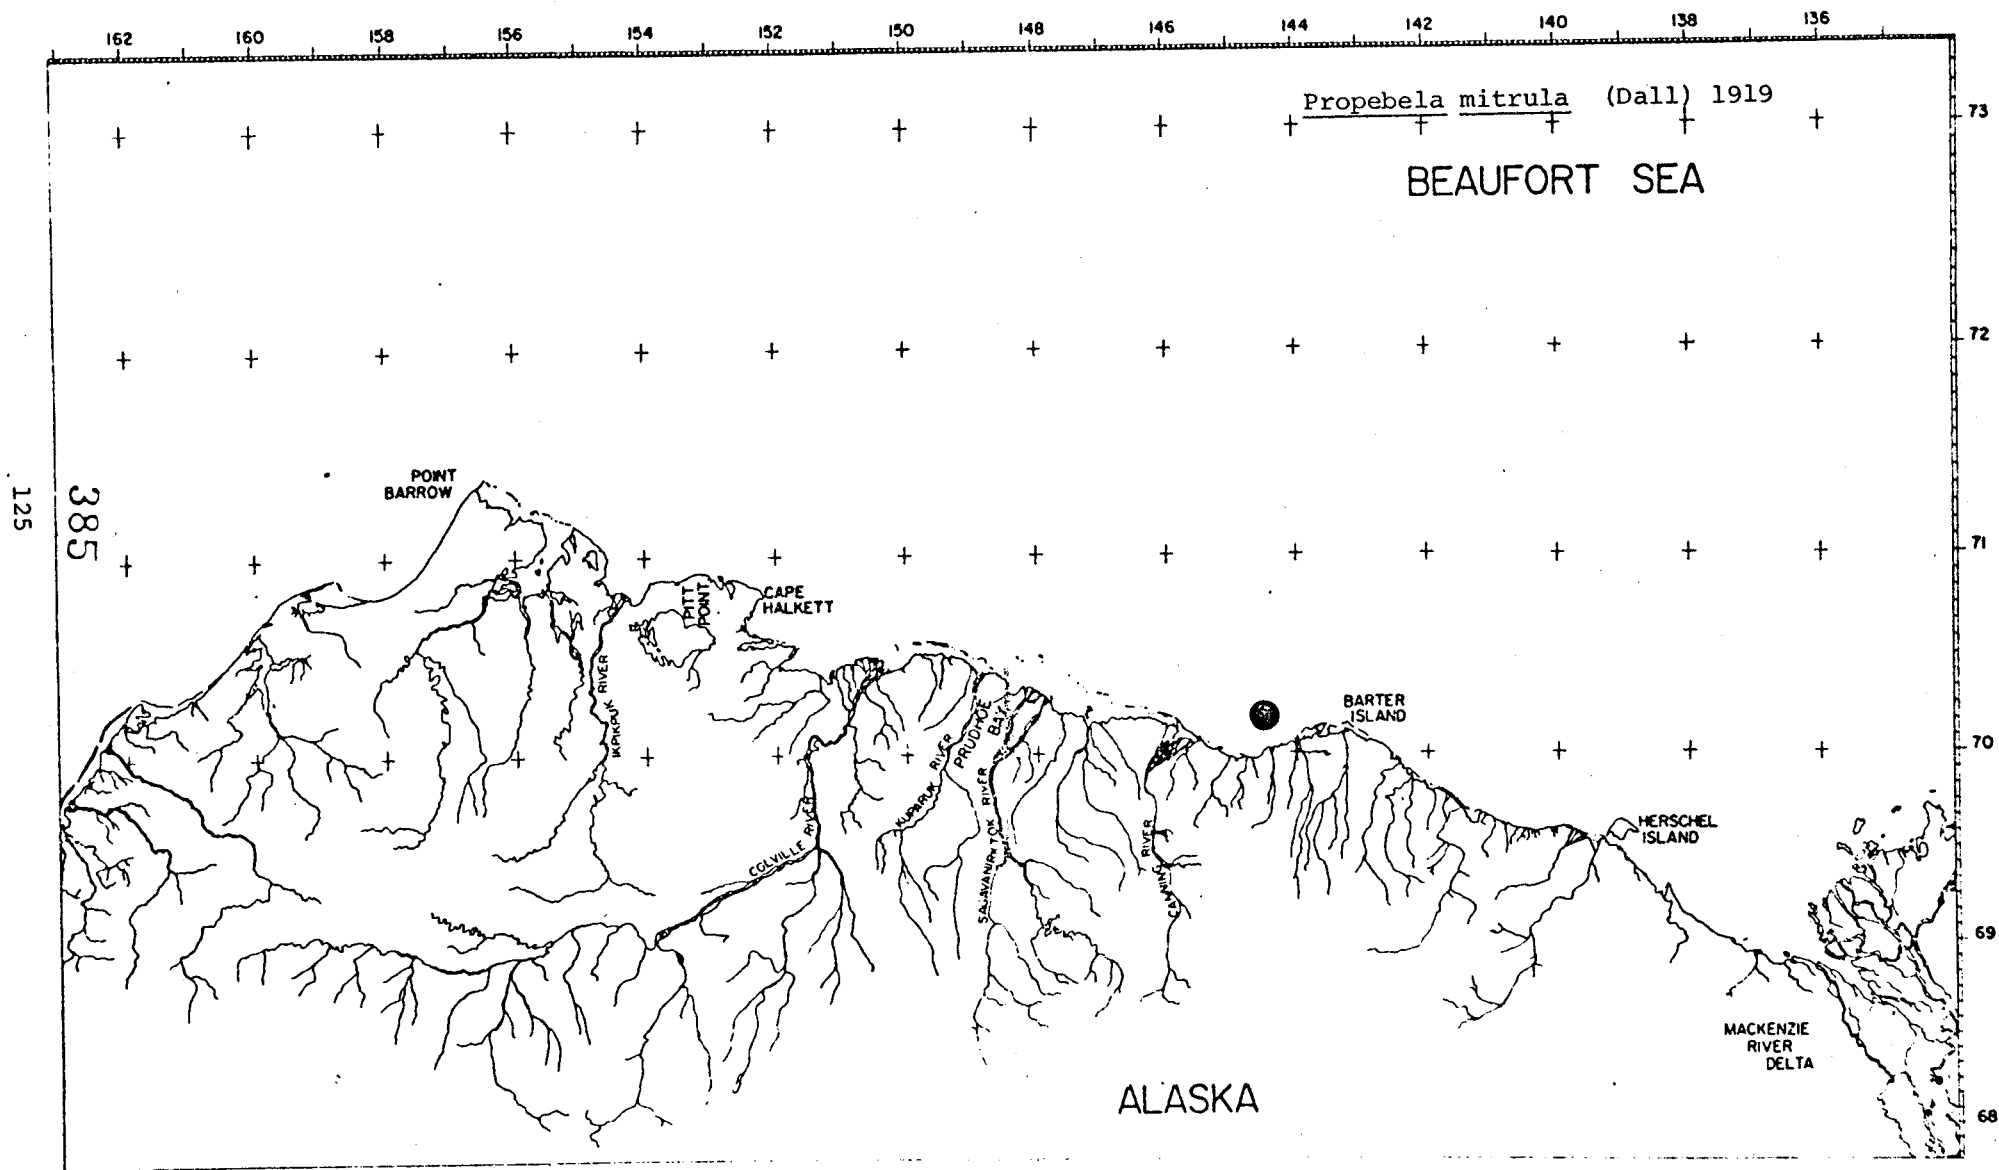 162 160 158 156 154 152 150 148 146 144 142 140 138 136
Propebela mitrula (Dall) 1919
73
BEAUFORT SEA
72
POINT
BARROW
385
125
71
PITT
POINT
CAPE
HALKETT
IKPIKPUK RIVER
BARTER
ISLAND
PRUDHOE
BAY
70
KUPARUK RIVER
COLVILLE RIVER
SAGAVANIRKTOK RIVER
CANNING RIVER
HERSCHEL
ISLAND
69
MACKENZIE
RIVER
DELTA
ALASKA
68